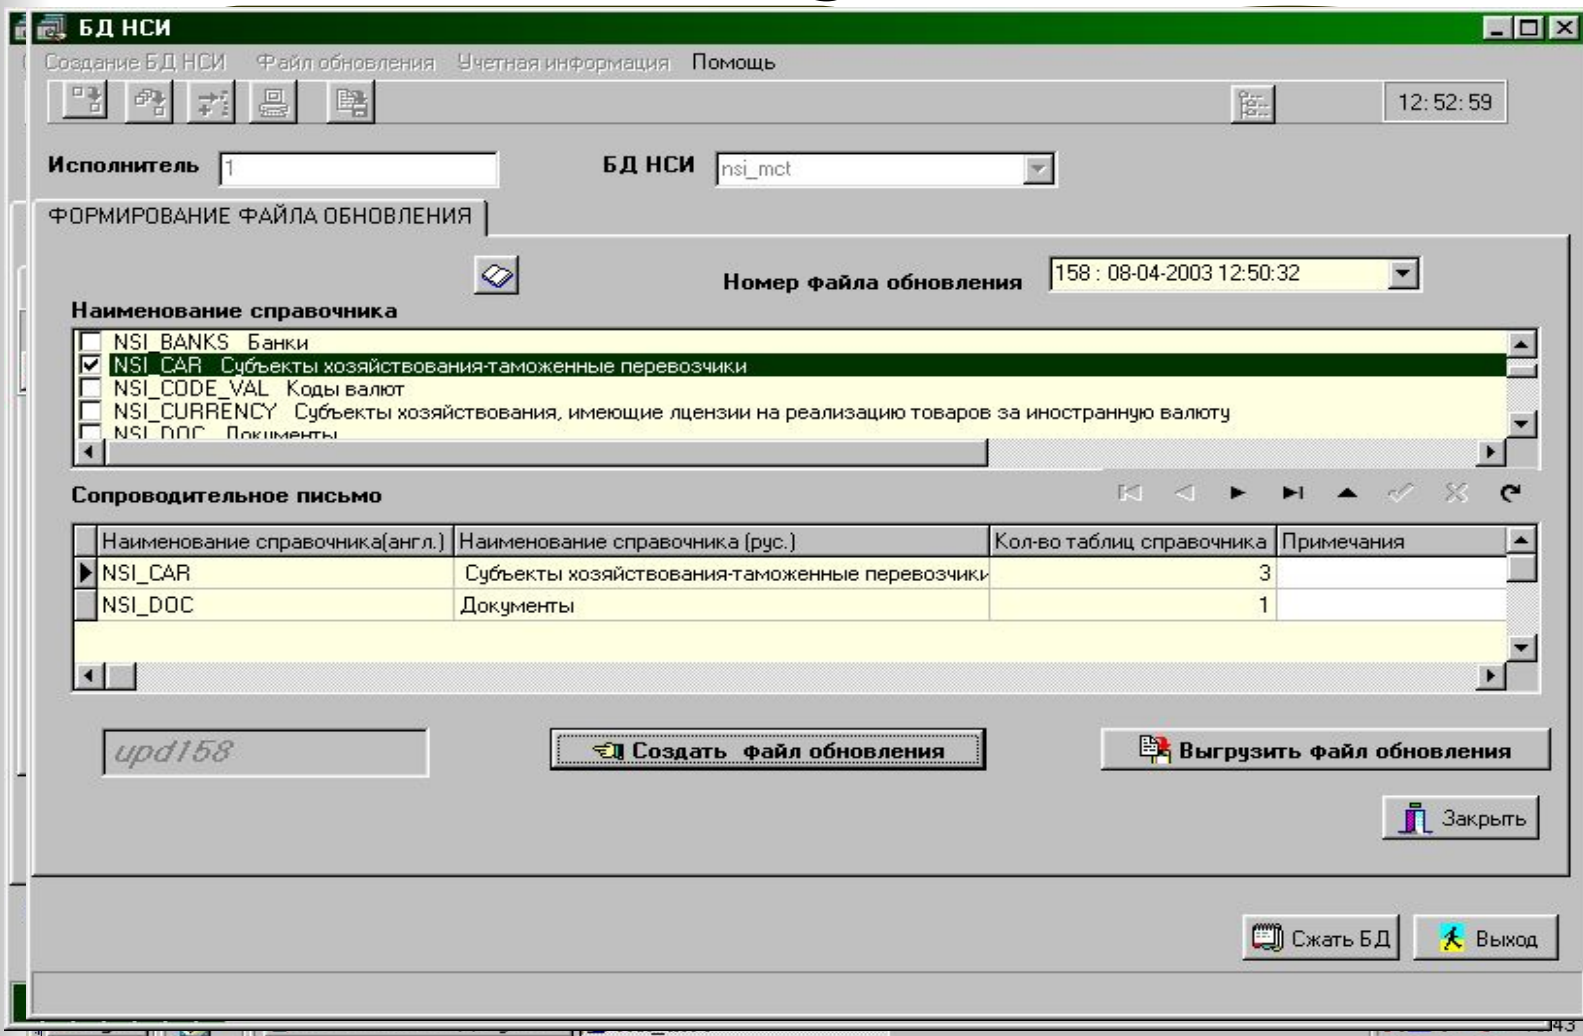 БД НСИ
Создание БД НСИ Файл обновления Учетная информация Помощь
12:52:59
Исполнитель 1 БД НСИ nsi_mct
ФОРМИРОВАНИЕ ФАЙЛА ОБНОВЛЕНИЯ
Номер файла обновления 158 : 08-04-2003 12:50:32
Наименование справочника
NSI_BANKS Банки
NSI_CAR Субъекты хозяйствования-таможенные перевозчики
NSI_CODE_VAL Коды валют
NSI_CURRENCY Субъекты хозяйствования, имеющие лцензии на реализацию товаров за иностранную валюту
NSI_DOC Документы
Сопроводительное письмо
Наименование справочника(англ.) Наименование справочника (рус.) Кол-во таблиц справочника Примечания
NSI_CAR Субъекты хозяйствования-таможенные перевозчики 3
NSI_DOC Документы 1
upd158 Создать файл обновления Выгрузить файл обновления
Закрыть
Сжать БД Выход